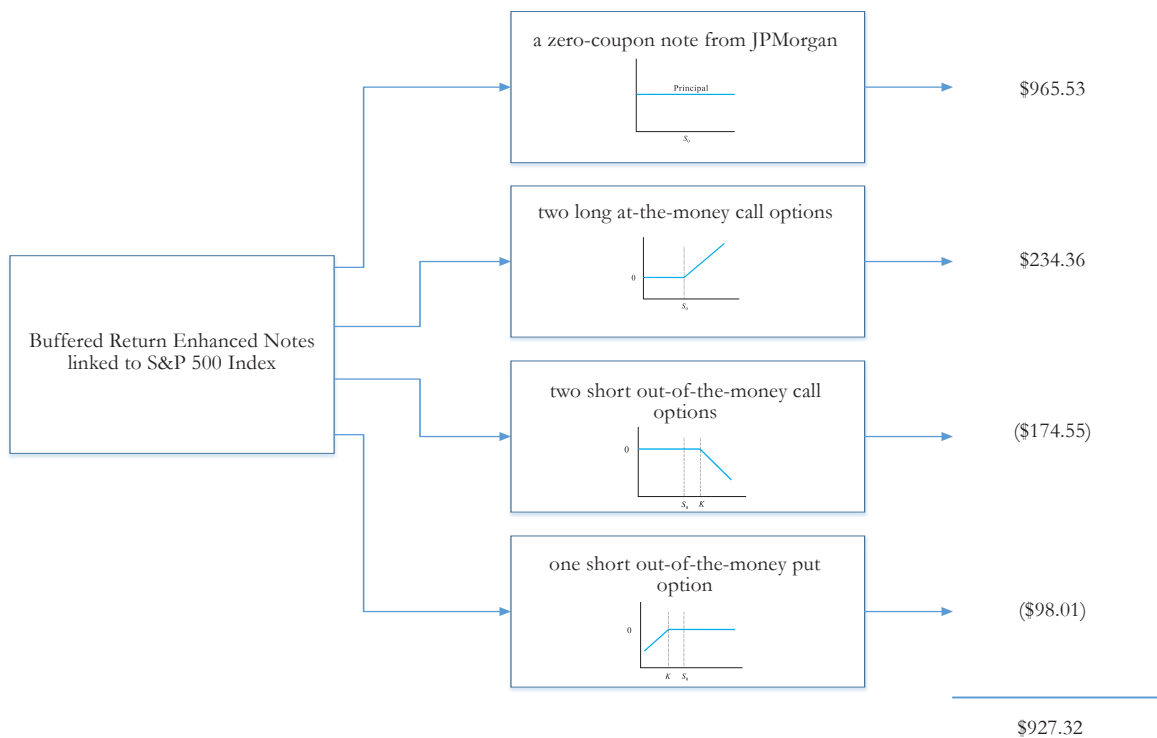 a zero-coupon note from JPMorgan
Principal
S₀
$965.53
two long at-the-money call options
0
S₀
$234.36
Buffered Return Enhanced Notes
linked to S&P 500 Index
two short out-of-the-money call
options
0
S₀ K
($174.55)
one short out-of-the-money put
option
0
K S₀
($98.01)
$927.32